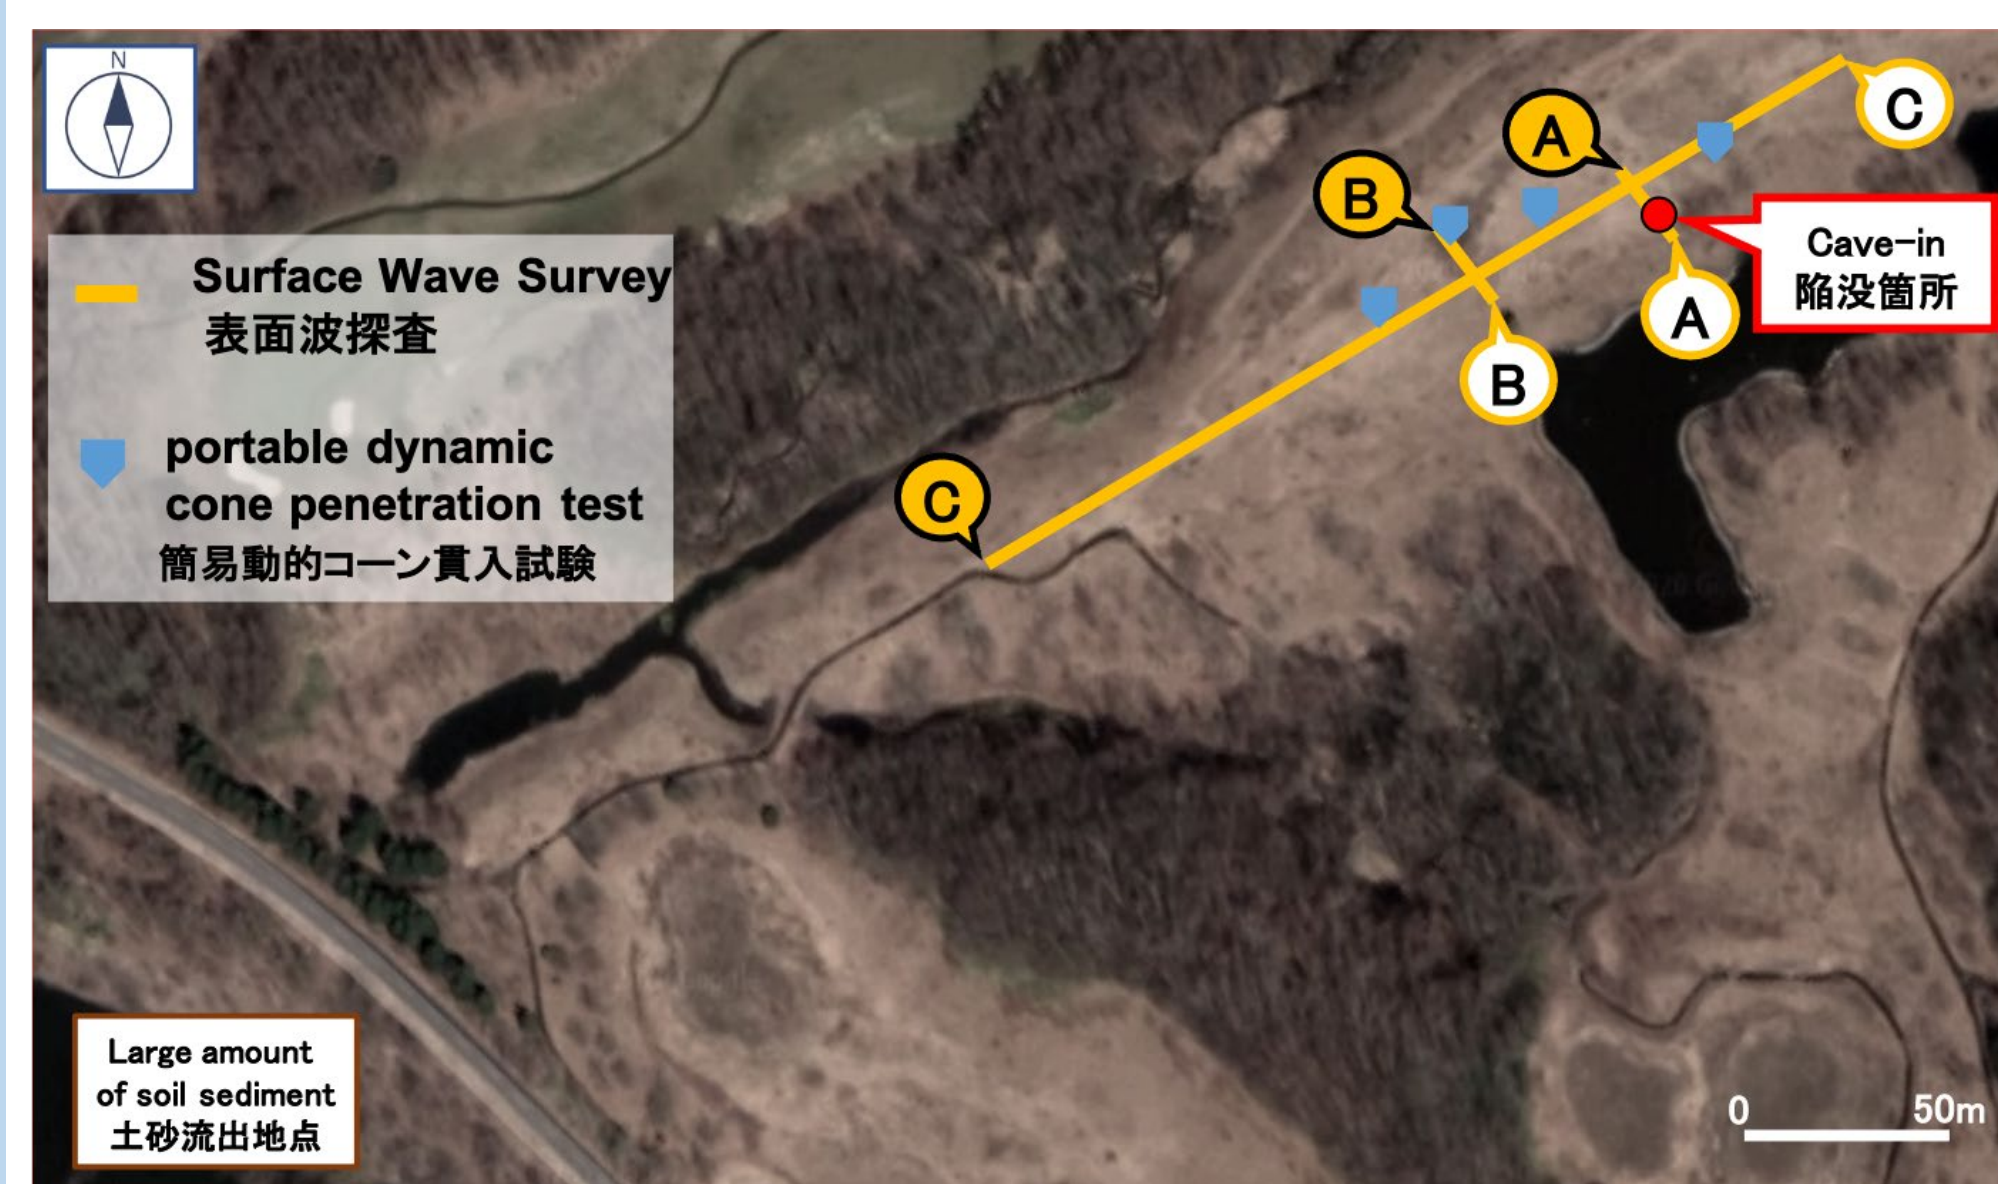 N
Surface Wave Survey
表面波探査
portable dynamic
cone penetration test
簡易動的コーン貫入試験
C
A
B
Cave-in
陥没箇所
A
B
C
Large amount
of soil sediment
土砂流出地点
0 50m